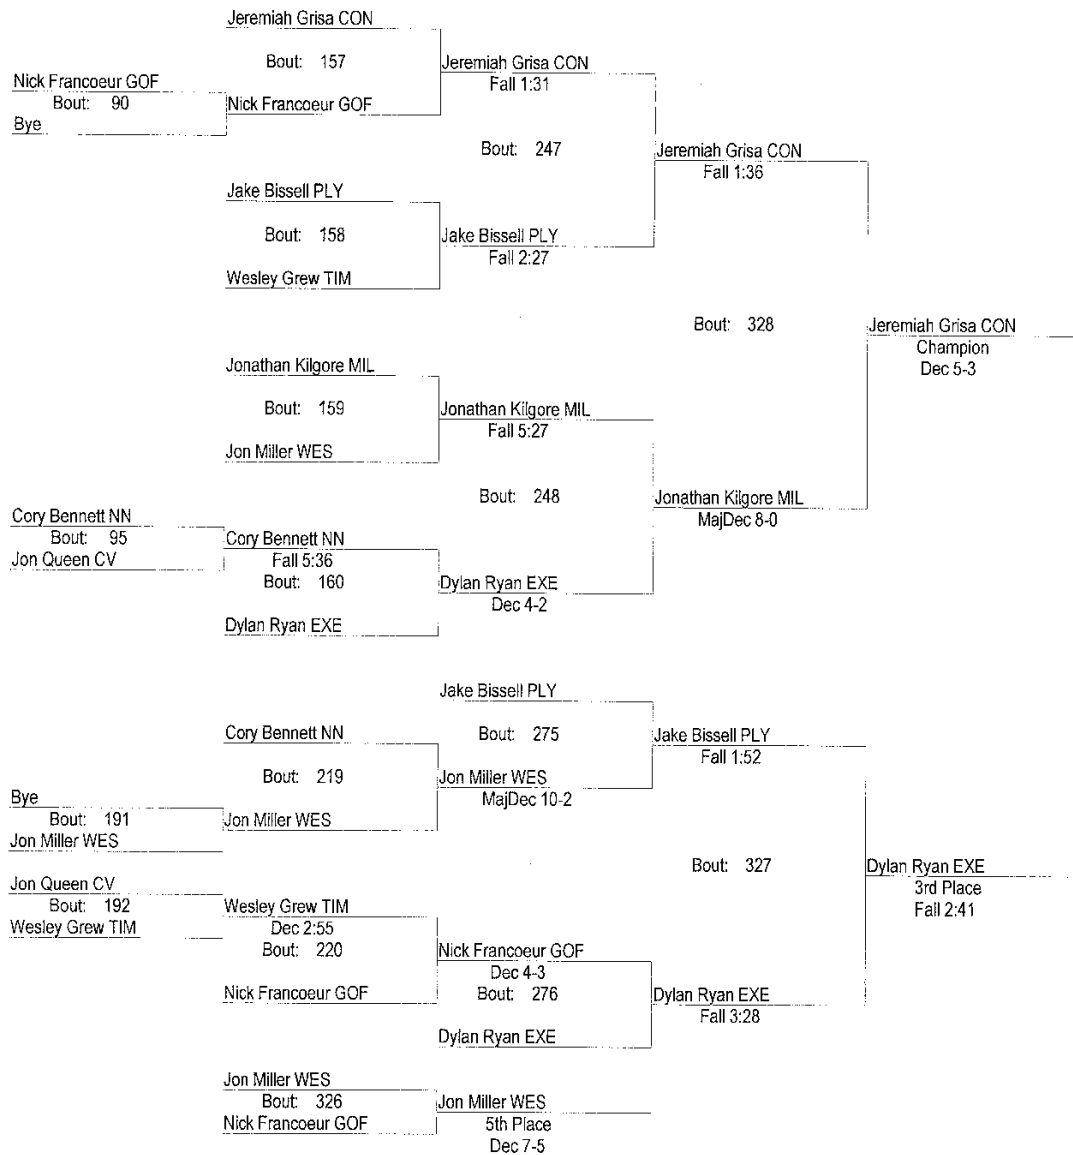 Jeremiah Grisa CON
Bout: 157
Jeremiah Grisa CON
Fall 1:31
Nick Francoeur GOF
Bout: 90
Nick Francoeur GOF
Bye
Bout: 247
Jeremiah Grisa CON
Fall 1:36
Jake Bissell PLY
Bout: 158
Jake Bissell PLY
Fall 2:27
Wesley Grew TIM
Bout: 328
Jeremiah Grisa CON
Champion
Dec 5-3
Jonathan Kilgore MIL
Bout: 159
Jonathan Kilgore MIL
Fall 5:27
Jon Miller WES
Bout: 248
Jonathan Kilgore MIL
MajDec 8-0
Cory Bennett NN
Bout: 95
Jon Queen CV
Cory Bennett NN
Fall 5:36
Bout: 160
Dylan Ryan EXE
Dec 4-2
Dylan Ryan EXE
Jake Bissell PLY
Bout: 275
Jake Bissell PLY
Fall 1:52
Cory Bennett NN
Bout: 219
Jon Miller WES
MajDec 10-2
Bye
Bout: 191
Jon Miller WES
Jon Miller WES
Bout: 327
Dylan Ryan EXE
3rd Place
Fall 2:41
Jon Queen CV
Bout: 192
Wesley Grew TIM
Wesley Grew TIM
Dec 2:55
Bout: 220
Nick Francoeur GOF
Dec 4-3
Bout: 276
Nick Francoeur GOF
Dylan Ryan EXE
Fall 3:28
Dylan Ryan EXE
Jon Miller WES
Bout: 326
Nick Francoeur GOF
Jon Miller WES
5th Place
Dec 7-5